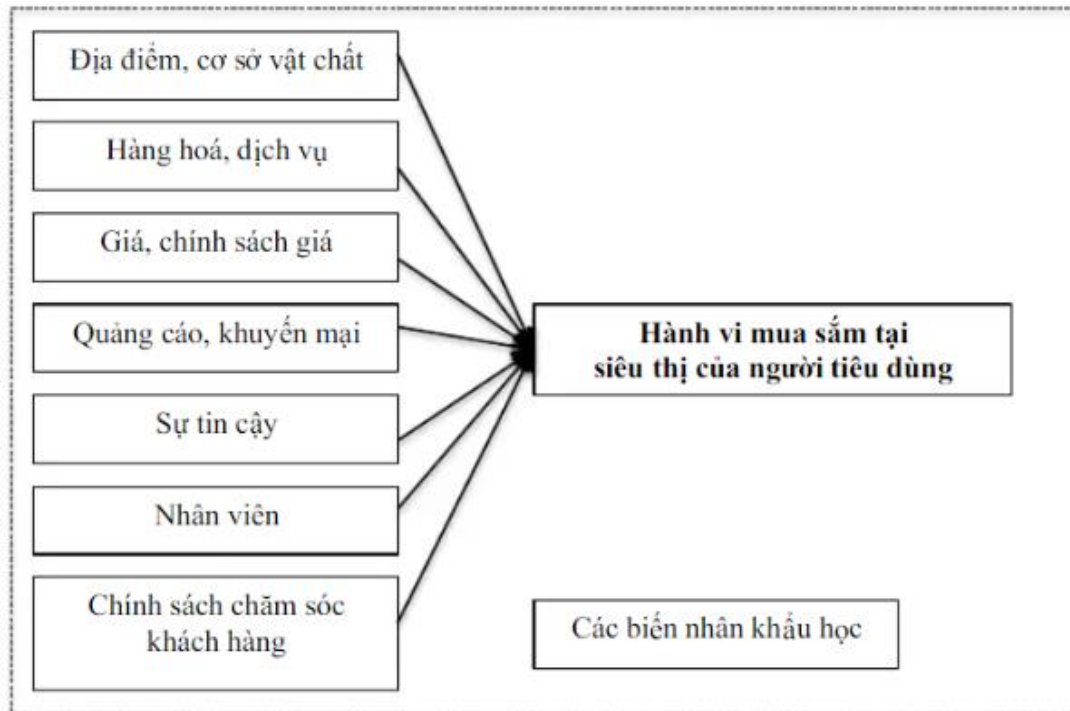 Địa điểm, cơ sở vật chất
Hàng hoá, dịch vụ
Giá, chính sách giá
Quảng cáo, khuyến mại
Sự tin cậy
Nhân viên
Chính sách chăm sóc
khách hàng
Hành vi mua sắm tại
siêu thị của người tiêu dùng
Các biến nhân khẩu học